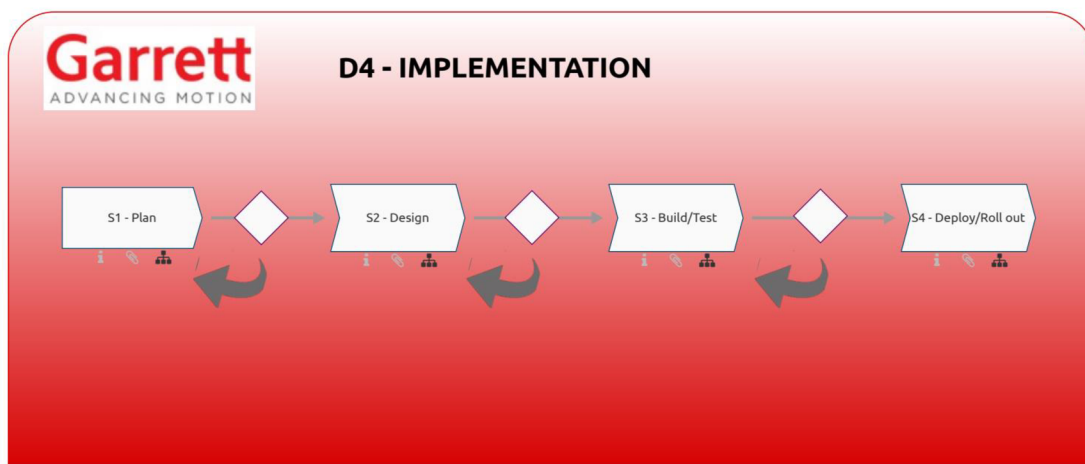 Garrett
ADVANCING MOTION
D4 - IMPLEMENTATION
S1 - Plan
S2 - Design
S3 - Build/Test
S4 - Deploy/Roll out